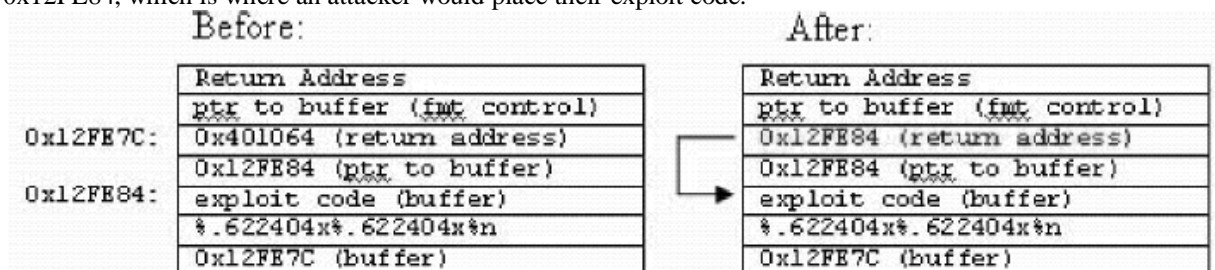 0x12FE84, which is where an attacker would place their exploit code.
Before:
Return Address
ptr to buffer (fmt control)
0x12FE7C: 0x401064 (return address)
0x12FE84 (ptr to buffer)
0x12FE84: exploit code (buffer)
%.622404x%.622404x%n
0x12FE7C (buffer)
After:
Return Address
ptr to buffer (fmt control)
0x12FE84 (return address)
0x12FE84 (ptr to buffer)
exploit code (buffer)
%.622404x%.622404x%n
0x12FE7C (buffer)